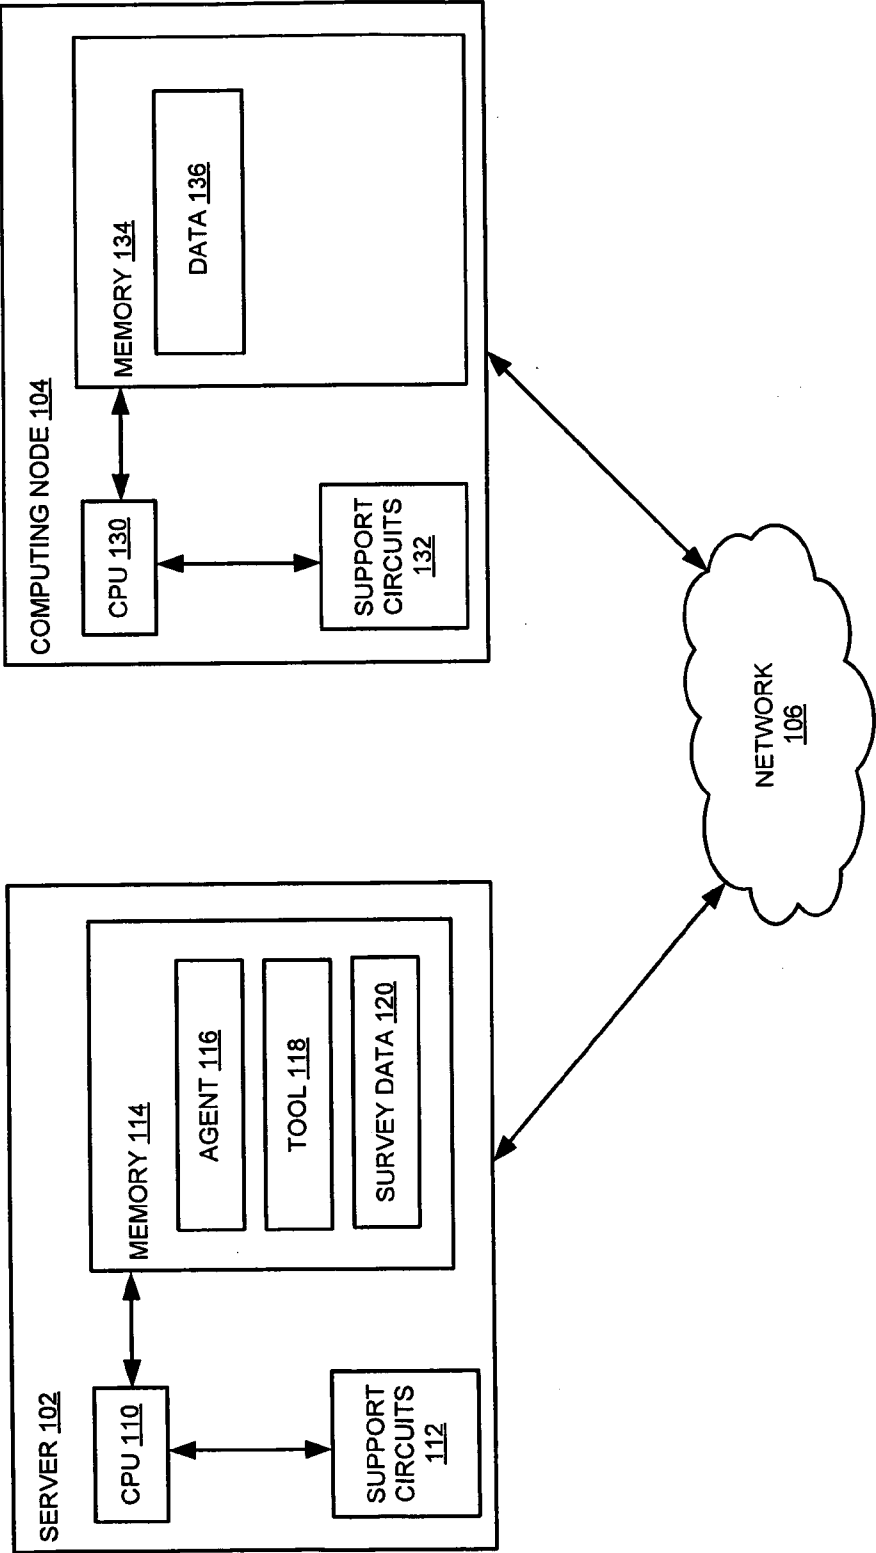 SERVER 102
CPU 110
SUPPORT
CIRCUITS
112
MEMORY 114
AGENT 116
TOOL 118
SURVEY DATA 120
COMPUTING NODE 104
CPU 130
SUPPORT
CIRCUITS
132
MEMORY 134
DATA 136
NETWORK
106